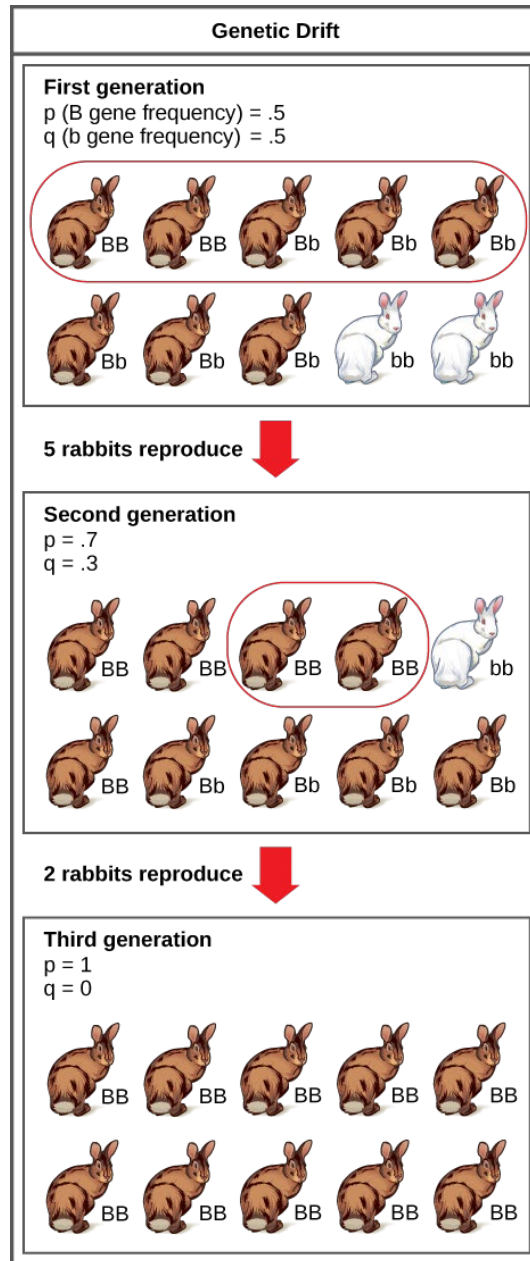 Genetic Drift
First generation
p (B gene frequency) = .5
q (b gene frequency) = .5
BB BB Bb Bb Bb
Bb Bb Bb bb bb
5 rabbits reproduce
Second generation
p = .7
q = .3
BB BB BB BB bb
BB Bb Bb Bb Bb
2 rabbits reproduce
Third generation
p = 1
q = 0
BB BB BB BB BB
BB BB BB BB BB